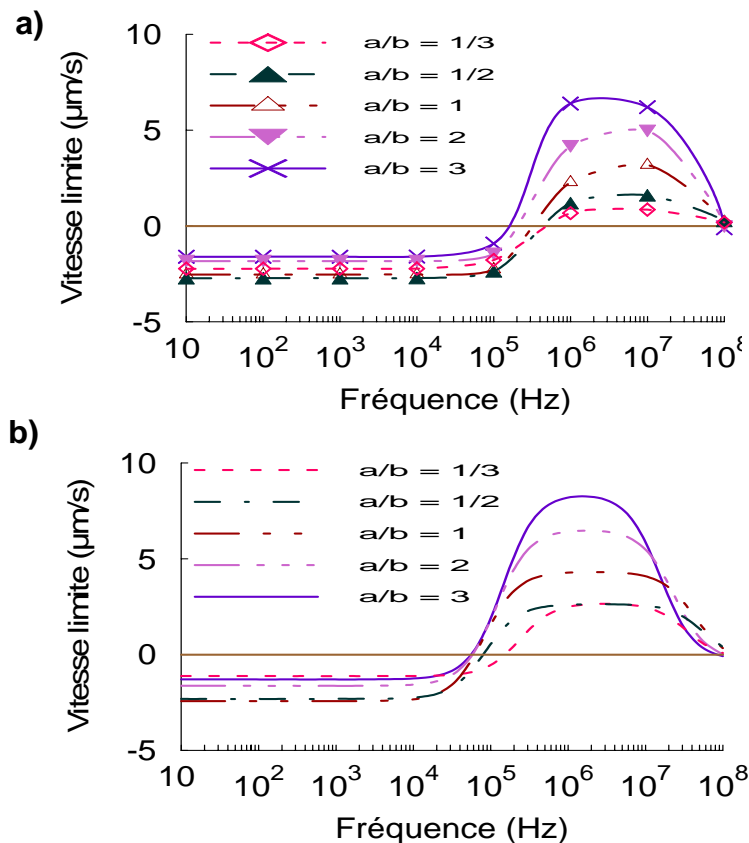 a)
10
5
0
-5
Vitesse limite (µm/s)
a/b = 1/3
a/b = 1/2
a/b = 1
a/b = 2
a/b = 3
10 10² 10³ 10⁴ 10⁵ 10⁶ 10⁷ 10⁸
Fréquence (Hz)
b)
10
5
0
-5
Vitesse limite (µm/s)
a/b = 1/3
a/b = 1/2
a/b = 1
a/b = 2
a/b = 3
10 10² 10³ 10⁴ 10⁵ 10⁶ 10⁷ 10⁸
Fréquence (Hz)